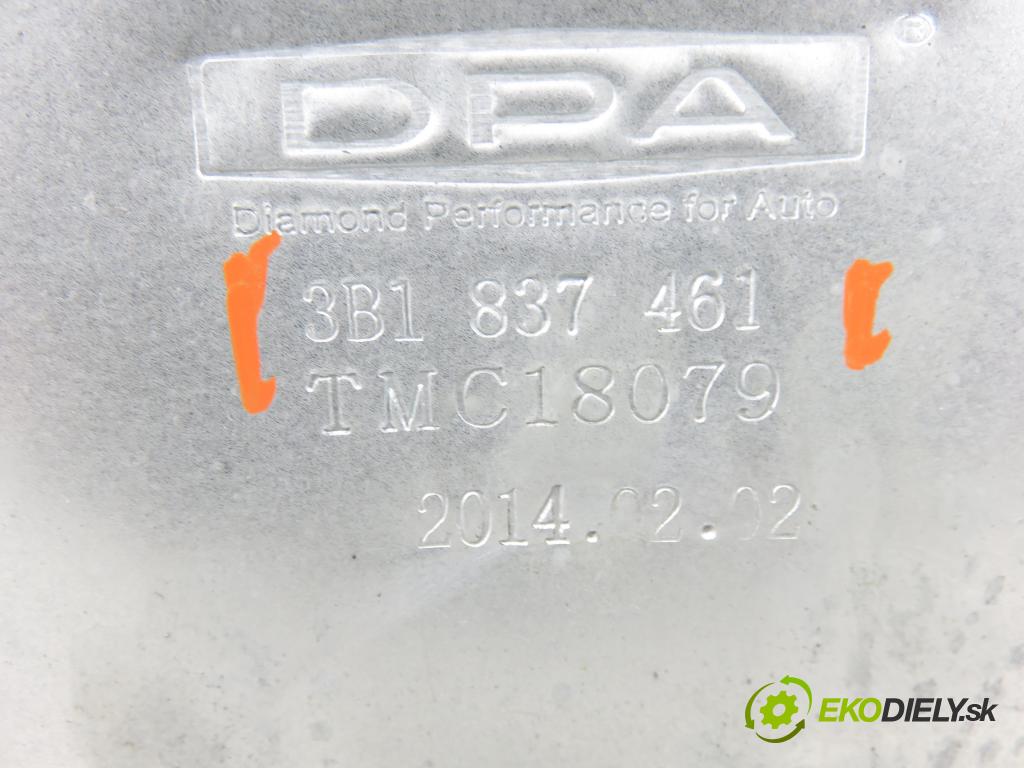 DPA ®
Diamond Performance for Auto
3B1 837 461
TMC18079
2014.02.02
EKODIELY.sk